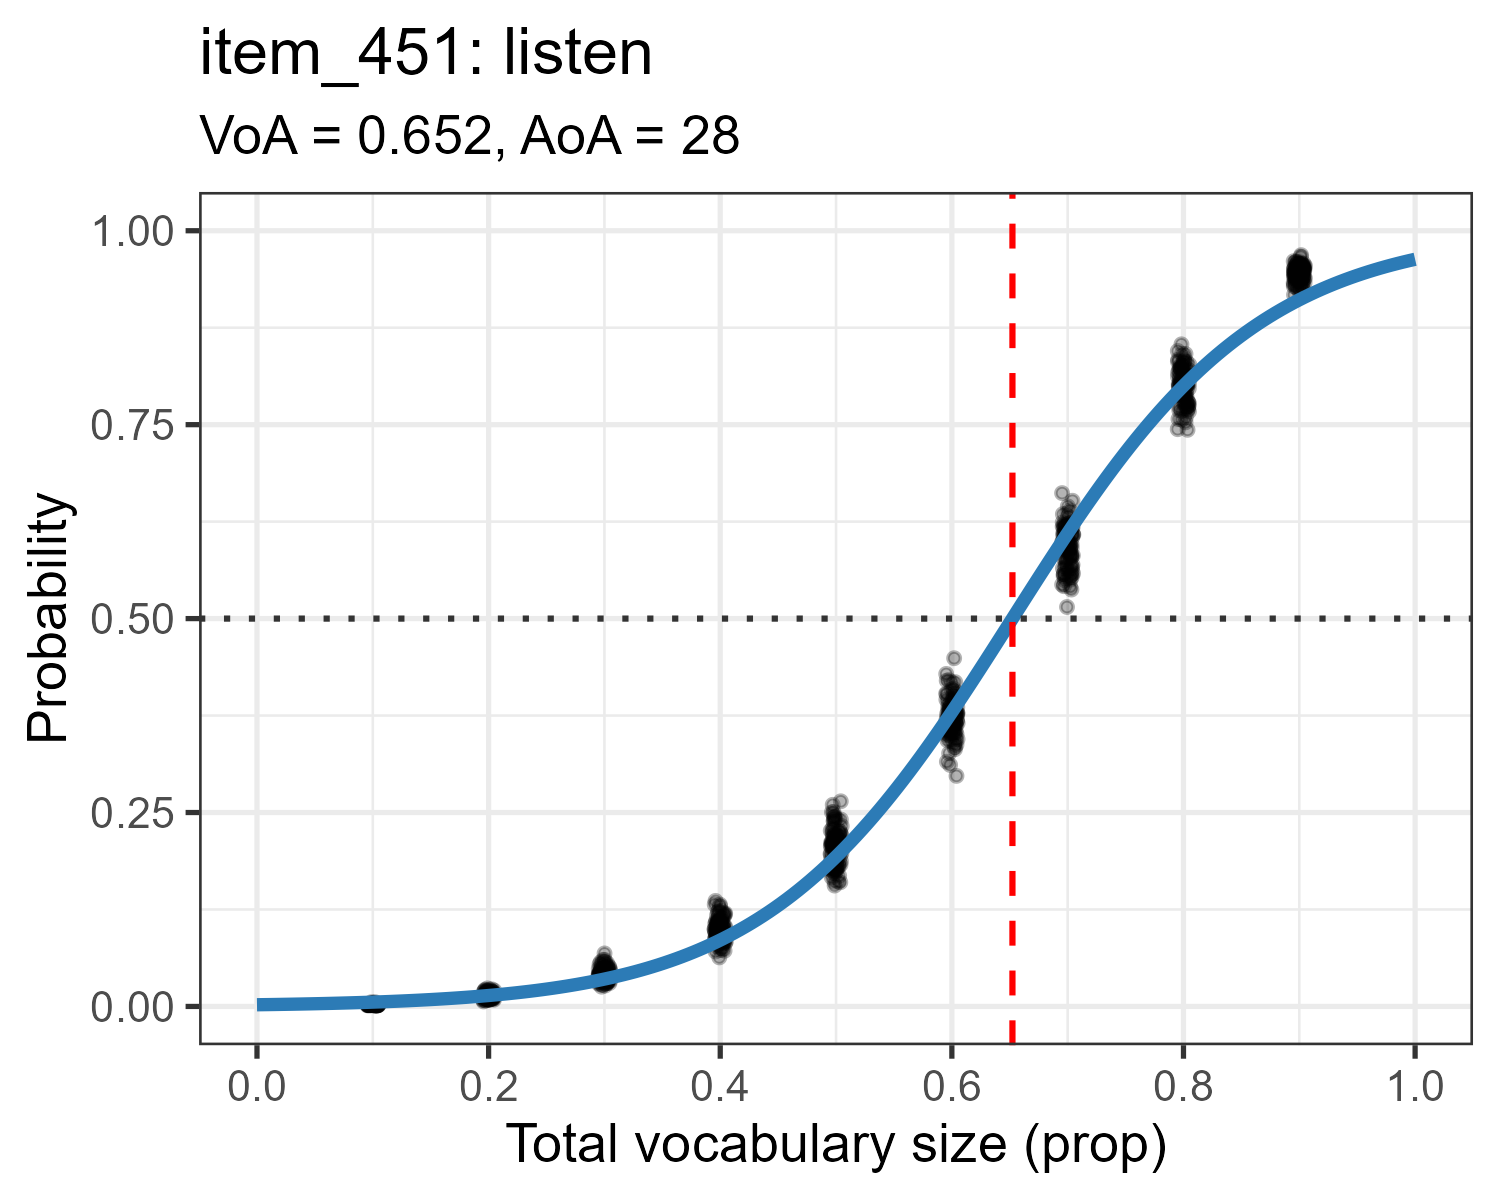 item_451: listen
VoA = 0.652, AoA = 28
Probability
1.00
0.75
0.50
0.25
0.00
0.0 0.2 0.4 0.6 0.8 1.0
Total vocabulary size (prop)